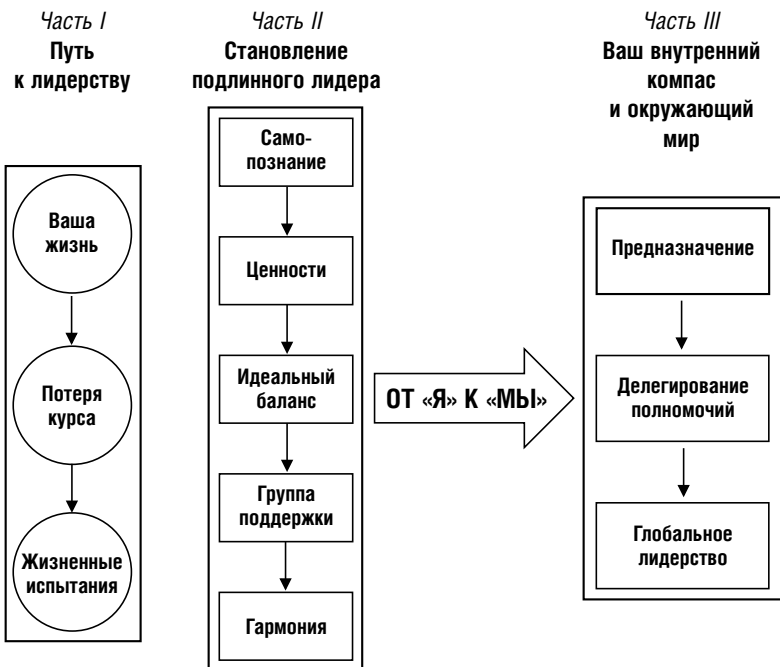 Часть I
Путь
к лидерству
Ваша
жизнь
Потеря
курса
Жизненные
испытания
Часть II
Становление
подлинного лидера
Само-
познание
Ценности
Идеальный
баланс
Группа
поддержки
Гармония
ОТ «Я» К «МЫ»
Часть III
Ваш внутренний
компас
и окружающий
мир
Предназначение
Делегирование
полномочий
Глобальное
лидерство